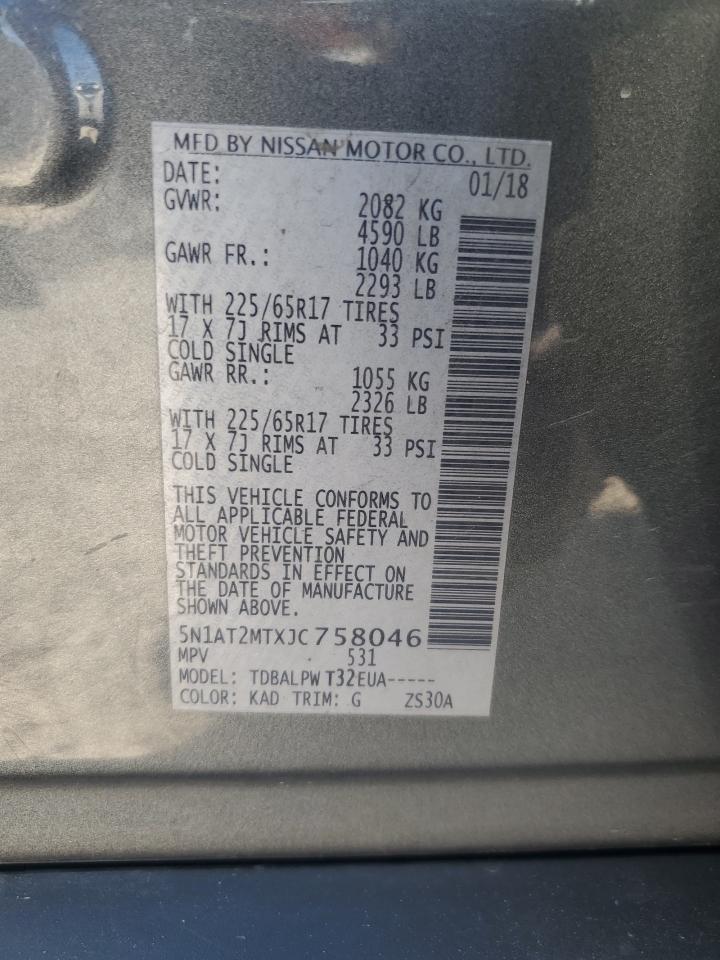 MFD BY NISSAN MOTOR CO., LTD.
DATE: 01/18
GVWR: 2082 KG
4590 LB
GAWR FR.: 1040 KG
2293 LB
WITH 225/65R17 TIRES
17 X 7J RIMS AT 33 PSI
COLD SINGLE
GAWR RR.: 1055 KG
2326 LB
WITH 225/65R17 TIRES
17 X 7J RIMS AT 33 PSI
COLD SINGLE
THIS VEHICLE CONFORMS TO
ALL APPLICABLE FEDERAL
MOTOR VEHICLE SAFETY AND
THEFT PREVENTION
STANDARDS IN EFFECT ON
THE DATE OF MANUFACTURE
SHOWN ABOVE.
5N1AT2MTXJC758046
MPV 531
MODEL: TDBALPW T32EUA-----
COLOR: KAD TRIM: G ZS30A